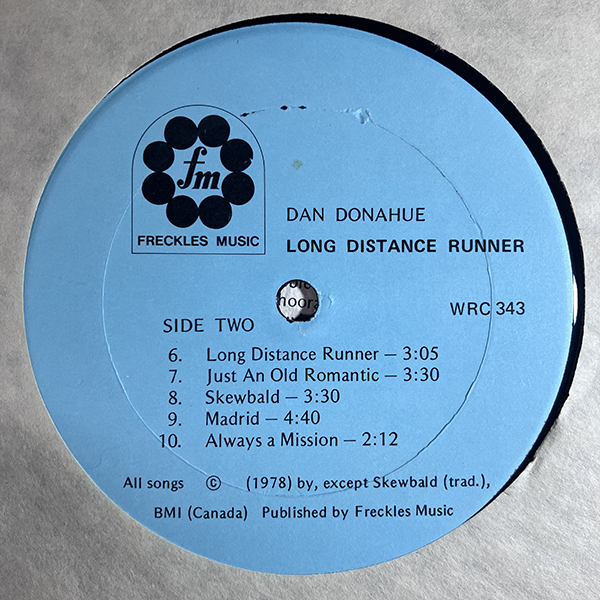 fm
FRECKLES MUSIC
DAN DONAHUE
LONG DISTANCE RUNNER
WRC 343
SIDE TWO
6. Long Distance Runner – 3:05
7. Just An Old Romantic – 3:30
8. Skewbald – 3:30
9. Madrid – 4:40
10. Always a Mission – 2:12
All songs © (1978) by, except Skewbald (trad.),
BMI (Canada) Published by Freckles Music